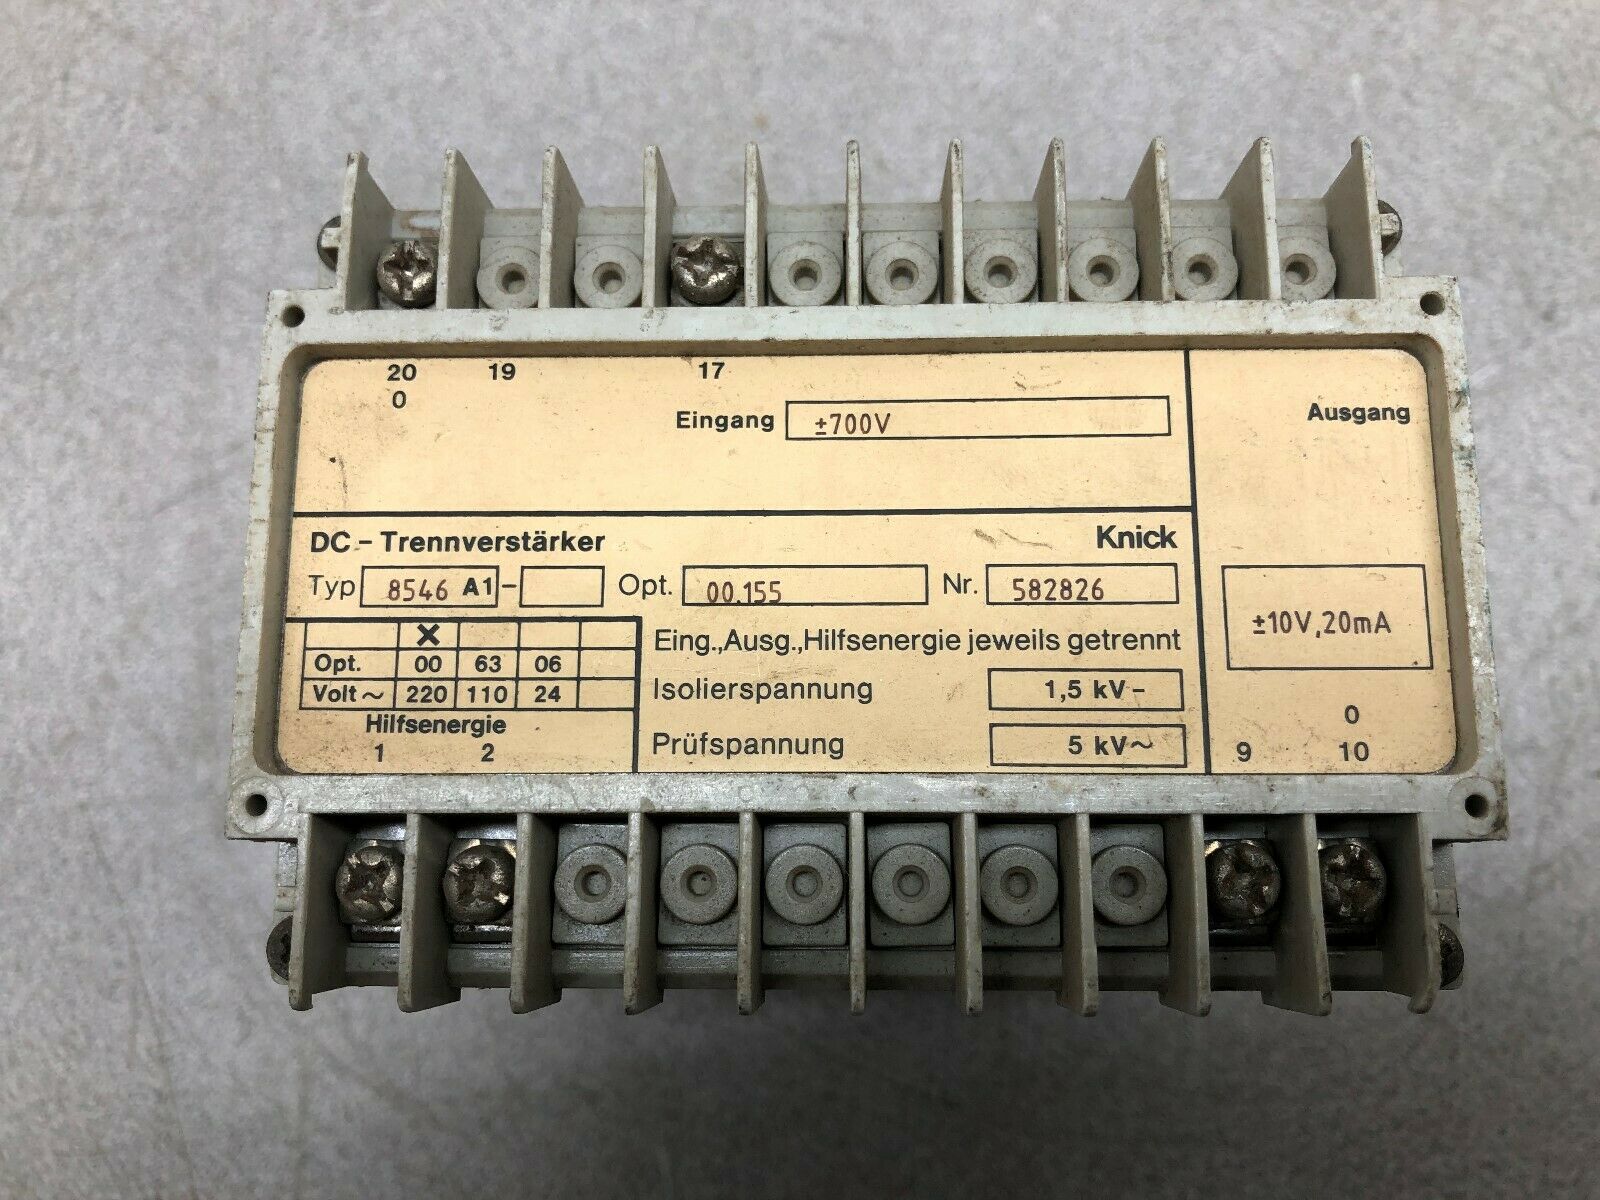 20 19 17
0
Eingang ±700V
Ausgang
DC - Trennverstärker Knick
Typ 8546 A1- Opt. 00.155 Nr. 582826
±10V, 20mA
X
Opt. 00 63 06
Volt ~ 220 110 24
Hilfsenergie
1 2
Eing., Ausg., Hilfsenergie jeweils getrennt
Isolierspannung 1,5 kV -
Prüfspannung 5 kV ~
0
9 10